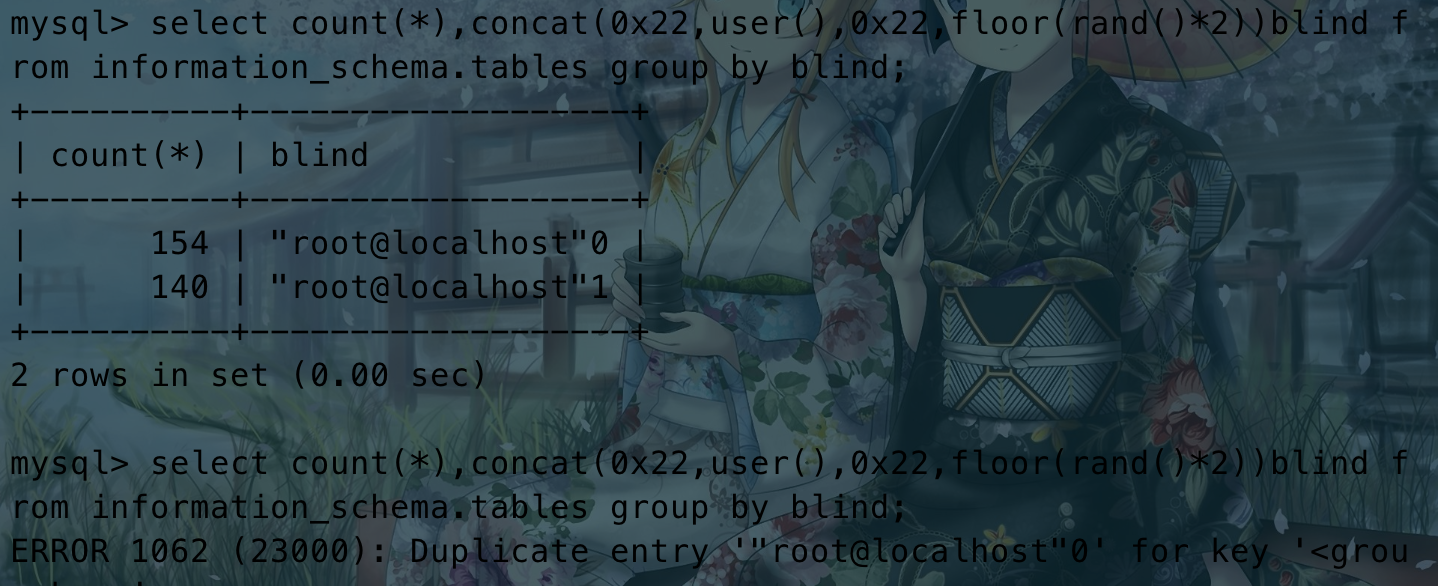 mysql> select count(*),concat(0x22,user(),0x22,floor(rand()*2))blind f
rom information_schema.tables group by blind;
+----------+-------------------+
| count(*) | blind             |
+----------+-------------------+
|      154 | "root@localhost"0 |
|      140 | "root@localhost"1 |
+----------+-------------------+
2 rows in set (0.00 sec)
mysql> select count(*),concat(0x22,user(),0x22,floor(rand()*2))blind f
rom information_schema.tables group by blind;
ERROR 1062 (23000): Duplicate entry '"root@localhost"0' for key '<grou